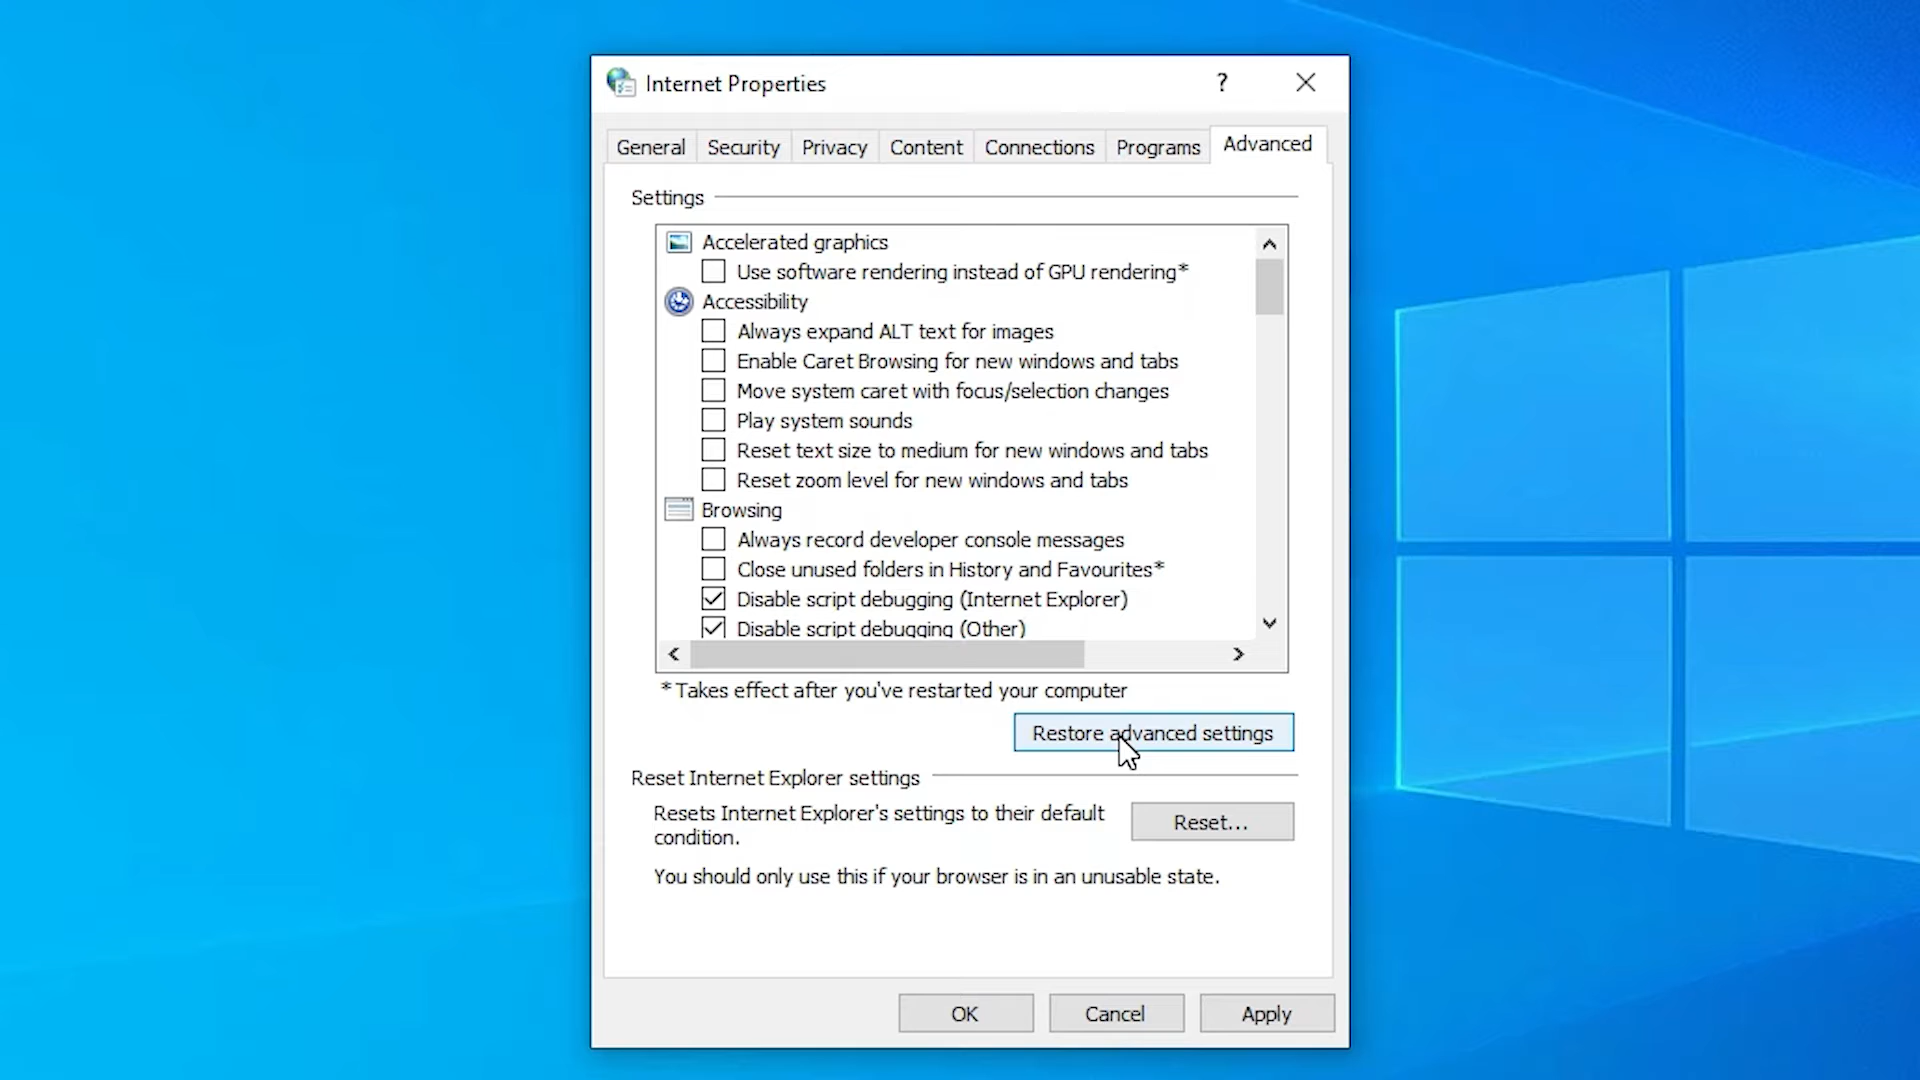 Internet Properties
?
General Security Privacy Content Connections Programs Advanced
Settings
Accelerated graphics
Use software rendering instead of GPU rendering*
Accessibility
Always expand ALT text for images
Enable Caret Browsing for new windows and tabs
Move system caret with focus/selection changes
Play system sounds
Reset text size to medium for new windows and tabs
Reset zoom level for new windows and tabs
Browsing
Always record developer console messages
Close unused folders in History and Favourites*
Disable script debugging (Internet Explorer)
Disable script debugging (Other)
*Takes effect after you've restarted your computer
Restore advanced settings
Reset Internet Explorer settings
Resets Internet Explorer's settings to their default
condition.
Reset...
You should only use this if your browser is in an unusable state.
OK Cancel Apply